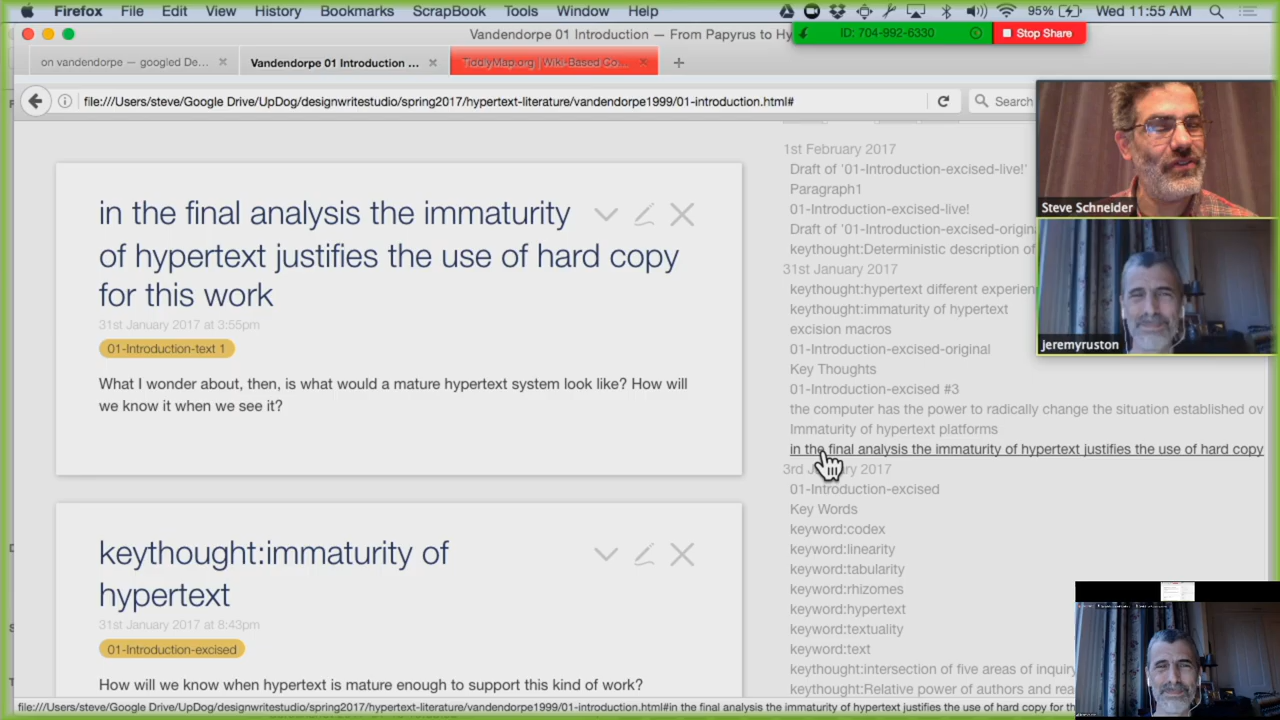 Firefox File Edit View History Bookmarks ScrapBook Tools Window Help 95% Wed 11:55 AM
Vandendorpe 01 Introduction — From Papyrus to Hy
ID: 704-992-6330 Stop Share
on vandendorpe — googled De... Vandendorpe 01 Introduction ... TiddlyMap.org | Wiki-Based Co...
file:///Users/steve/Google Drive/UpDog/designwritestudio/spring2017/hypertext-literature/vandendorpe1999/01-introduction.html# Search
in the final analysis the immaturity
of hypertext justifies the use of hard copy
for this work
31st January 2017 at 3:55pm
01-Introduction-text 1
What I wonder about, then, is what would a mature hypertext system look like? How will
we know it when we see it?
keythought:immaturity of
hypertext
31st January 2017 at 8:43pm
01-Introduction-excised
How will we know when hypertext is mature enough to support this kind of work?
1st February 2017
Draft of '01-Introduction-excised-live!'
Paragraph1
01-Introduction-excised-live!
Draft of '01-Introduction-excised-origin
keythought:Deterministic description of
31st January 2017
keythought:hypertext different experien
keythought:immaturity of hypertext
excision macros
01-Introduction-excised-original
Key Thoughts
01-Introduction-excised #3
the computer has the power to radically change the situation established ov
Immaturity of hypertext platforms
in the final analysis the immaturity of hypertext justifies the use of hard copy
3rd January 2017
01-Introduction-excised
Key Words
keyword:codex
keyword:linearity
keyword:tabularity
keyword:rhizomes
keyword:hypertext
keyword:textuality
keyword:text
keythought:intersection of five areas of inquiry
keythought:Relative power of authors and rea
Steve Schneider
jeremyruston
file:///Users/steve/Google Drive/UpDog/designwritestudio/spring2017/hypertext-literature/vandendorpe1999/01-introduction.html#in the final analysis the immaturity of hypertext justifies the use of hard copy for th